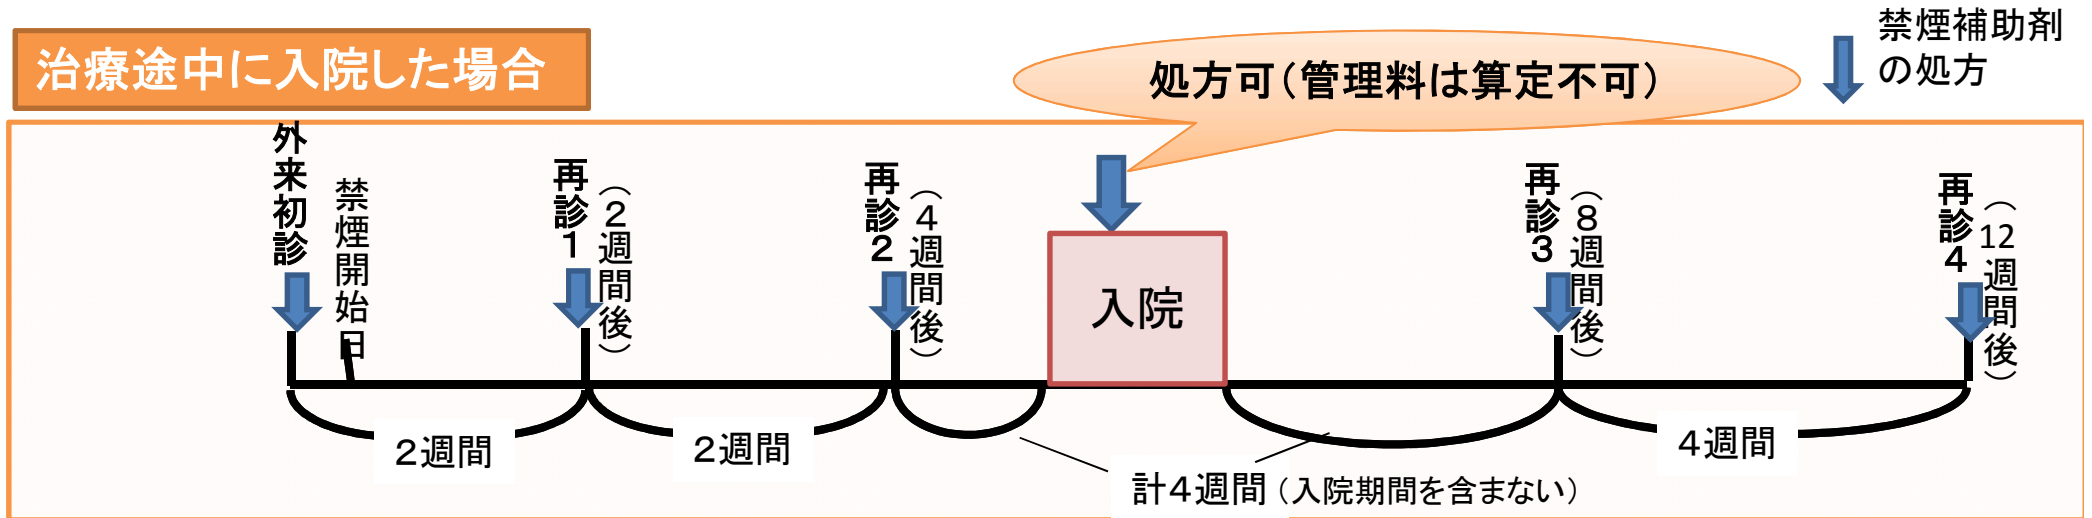 治療途中に入院した場合
処方可（管理料は算定不可）
禁煙補助剤
の処方
外来初診
禁煙開始日
再診１
（２週間後）
再診２
（４週間後）
入院
再診３
（８週間後）
再診４
（12週間後）
２週間
２週間
計４週間（入院期間を含まない）
４週間